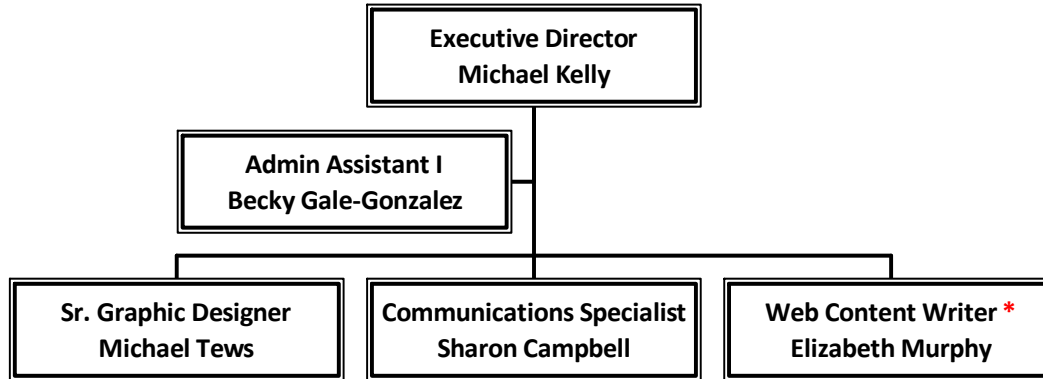 Executive Director
Michael Kelly
Admin Assistant I
Becky Gale-Gonzalez
Sr. Graphic Designer
Michael Tews
Communications Specialist
Sharon Campbell
Web Content Writer *
Elizabeth Murphy